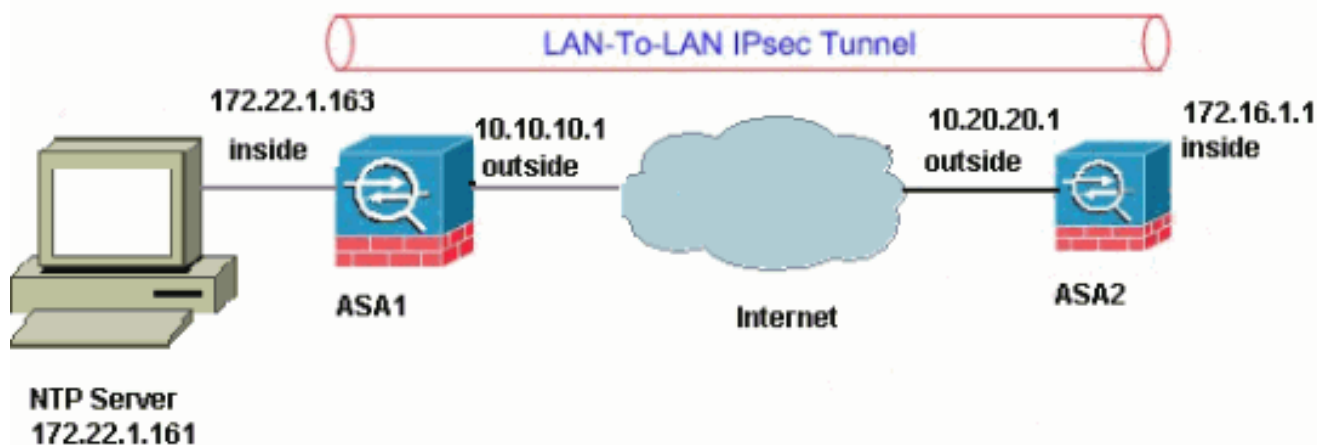 LAN-To-LAN IPsec Tunnel
172.22.1.163
inside
10.10.10.1
outside
10.20.20.1
outside
172.16.1.1
inside
ASA1
Internet
ASA2
NTP Server
172.22.1.161